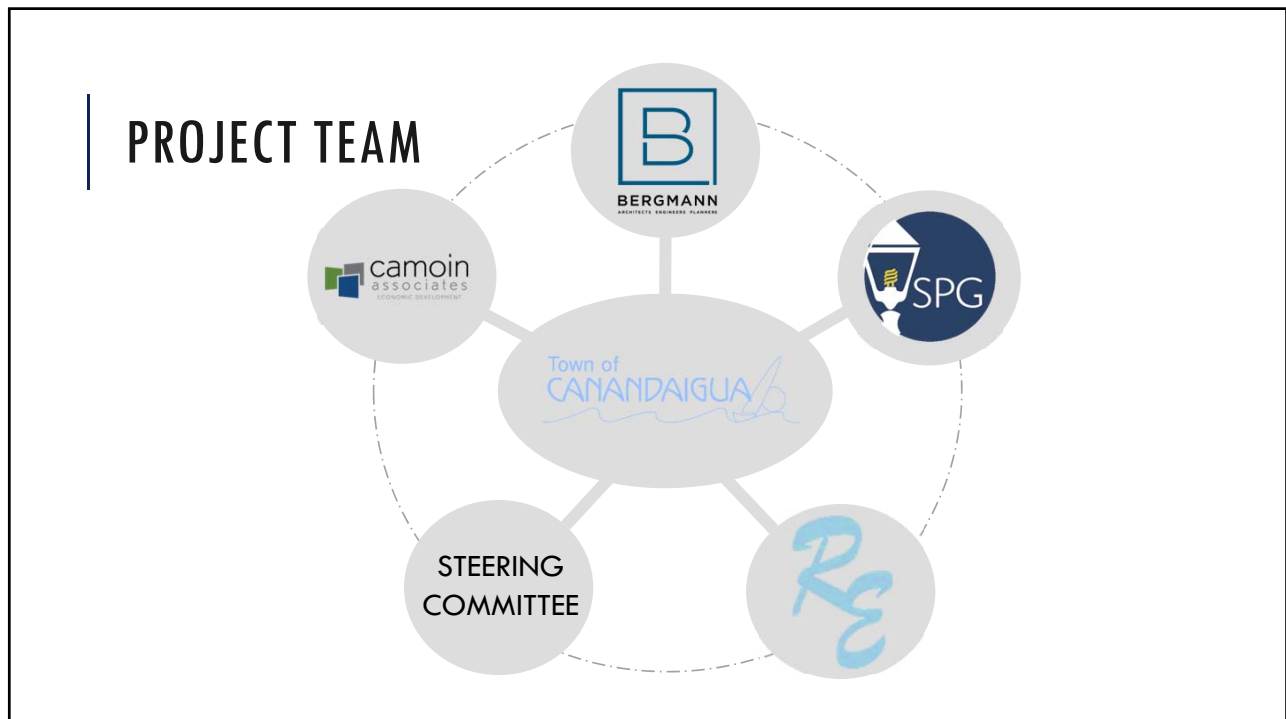 PROJECT TEAM
B
BERGMANN
ARCHITECTS ENGINEERS PLANNERS
camoin
associates
ECONOMIC DEVELOPMENT
SPG
Town of
CANANDAIGUA
STEERING
COMMITTEE
RE